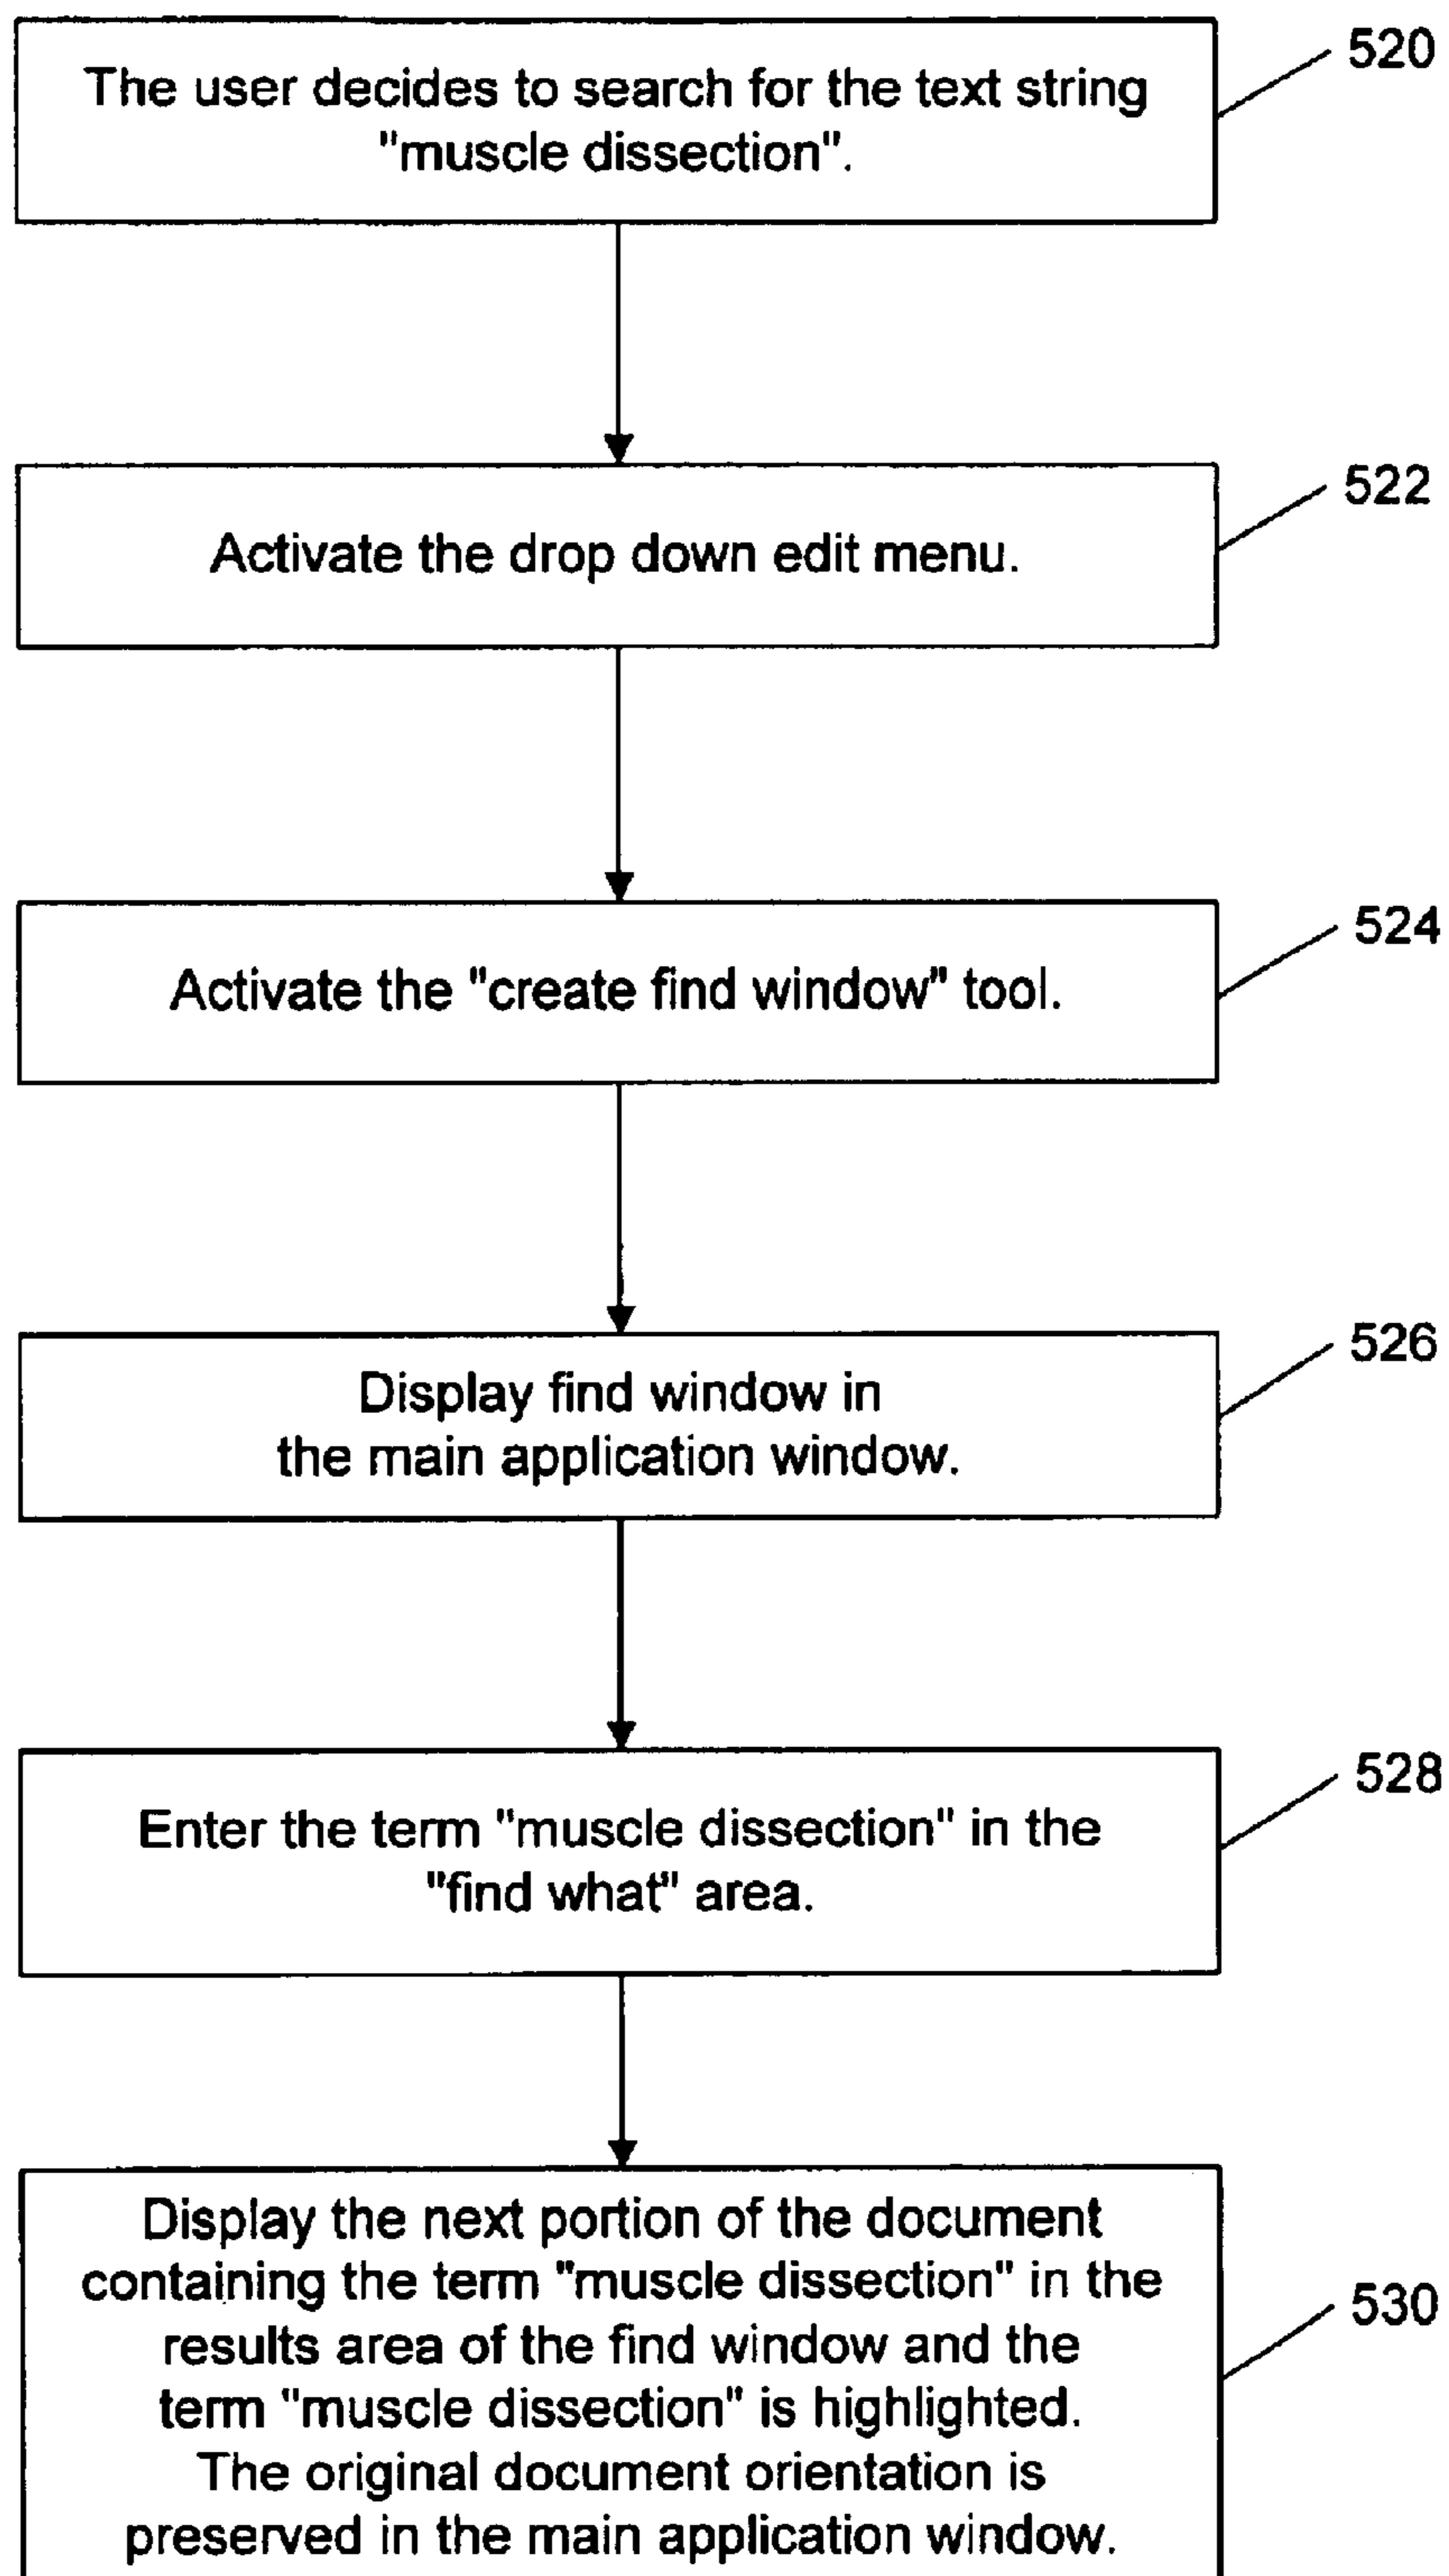 The user decides to search for the text string
"muscle dissection".
520
Activate the drop down edit menu.
522
Activate the "create find window" tool.
524
Display find window in
the main application window.
526
Enter the term "muscle dissection" in the
"find what" area.
528
Display the next portion of the document
containing the term "muscle dissection" in the
results area of the find window and the
term "muscle dissection" is highlighted.
The original document orientation is
preserved in the main application window.
530